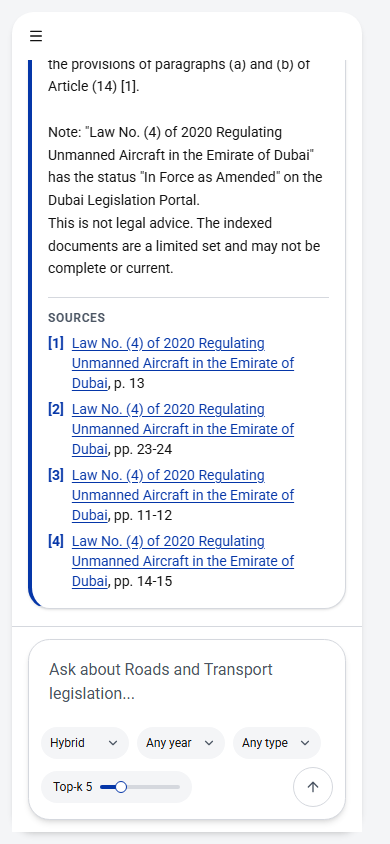 the provisions of paragraphs (a) and (b) of
Article (14) [1].
Note: "Law No. (4) of 2020 Regulating
Unmanned Aircraft in the Emirate of Dubai"
has the status "In Force as Amended" on the
Dubai Legislation Portal.
This is not legal advice. The indexed
documents are a limited set and may not be
complete or current.
SOURCES
[1] Law No. (4) of 2020 Regulating
Unmanned Aircraft in the Emirate of
Dubai, p. 13
[2] Law No. (4) of 2020 Regulating
Unmanned Aircraft in the Emirate of
Dubai, pp. 23-24
[3] Law No. (4) of 2020 Regulating
Unmanned Aircraft in the Emirate of
Dubai, pp. 11-12
[4] Law No. (4) of 2020 Regulating
Unmanned Aircraft in the Emirate of
Dubai, pp. 14-15
Ask about Roads and Transport
legislation...
Hybrid Any year Any type
Top-k 5